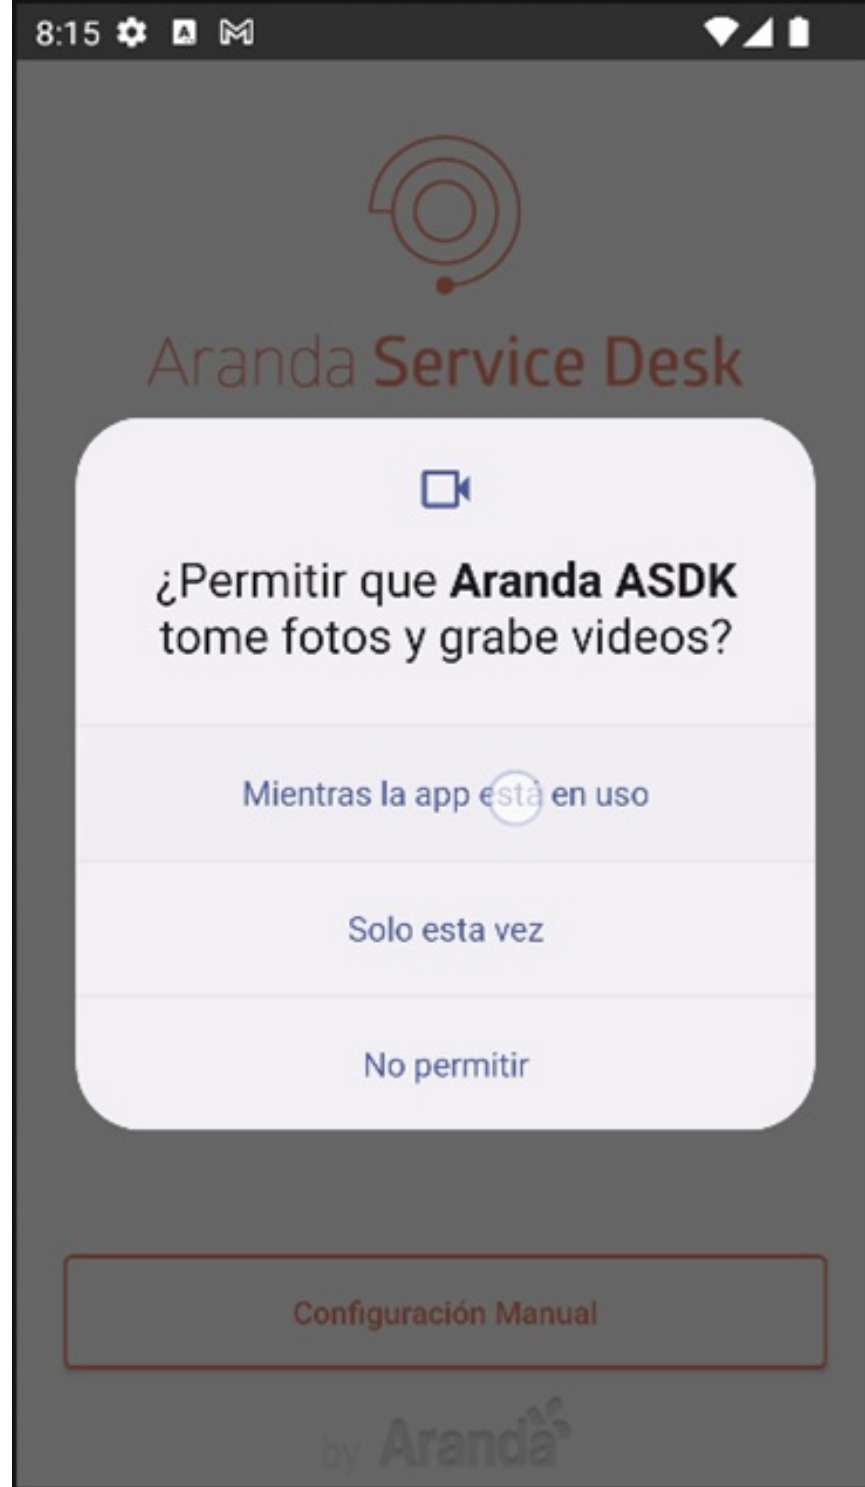 8:15
Aranda Service Desk
¿Permitir que Aranda ASDK
tome fotos y grabe videos?
Mientras la app está en uso
Solo esta vez
No permitir
Configuración Manual
by Aranda